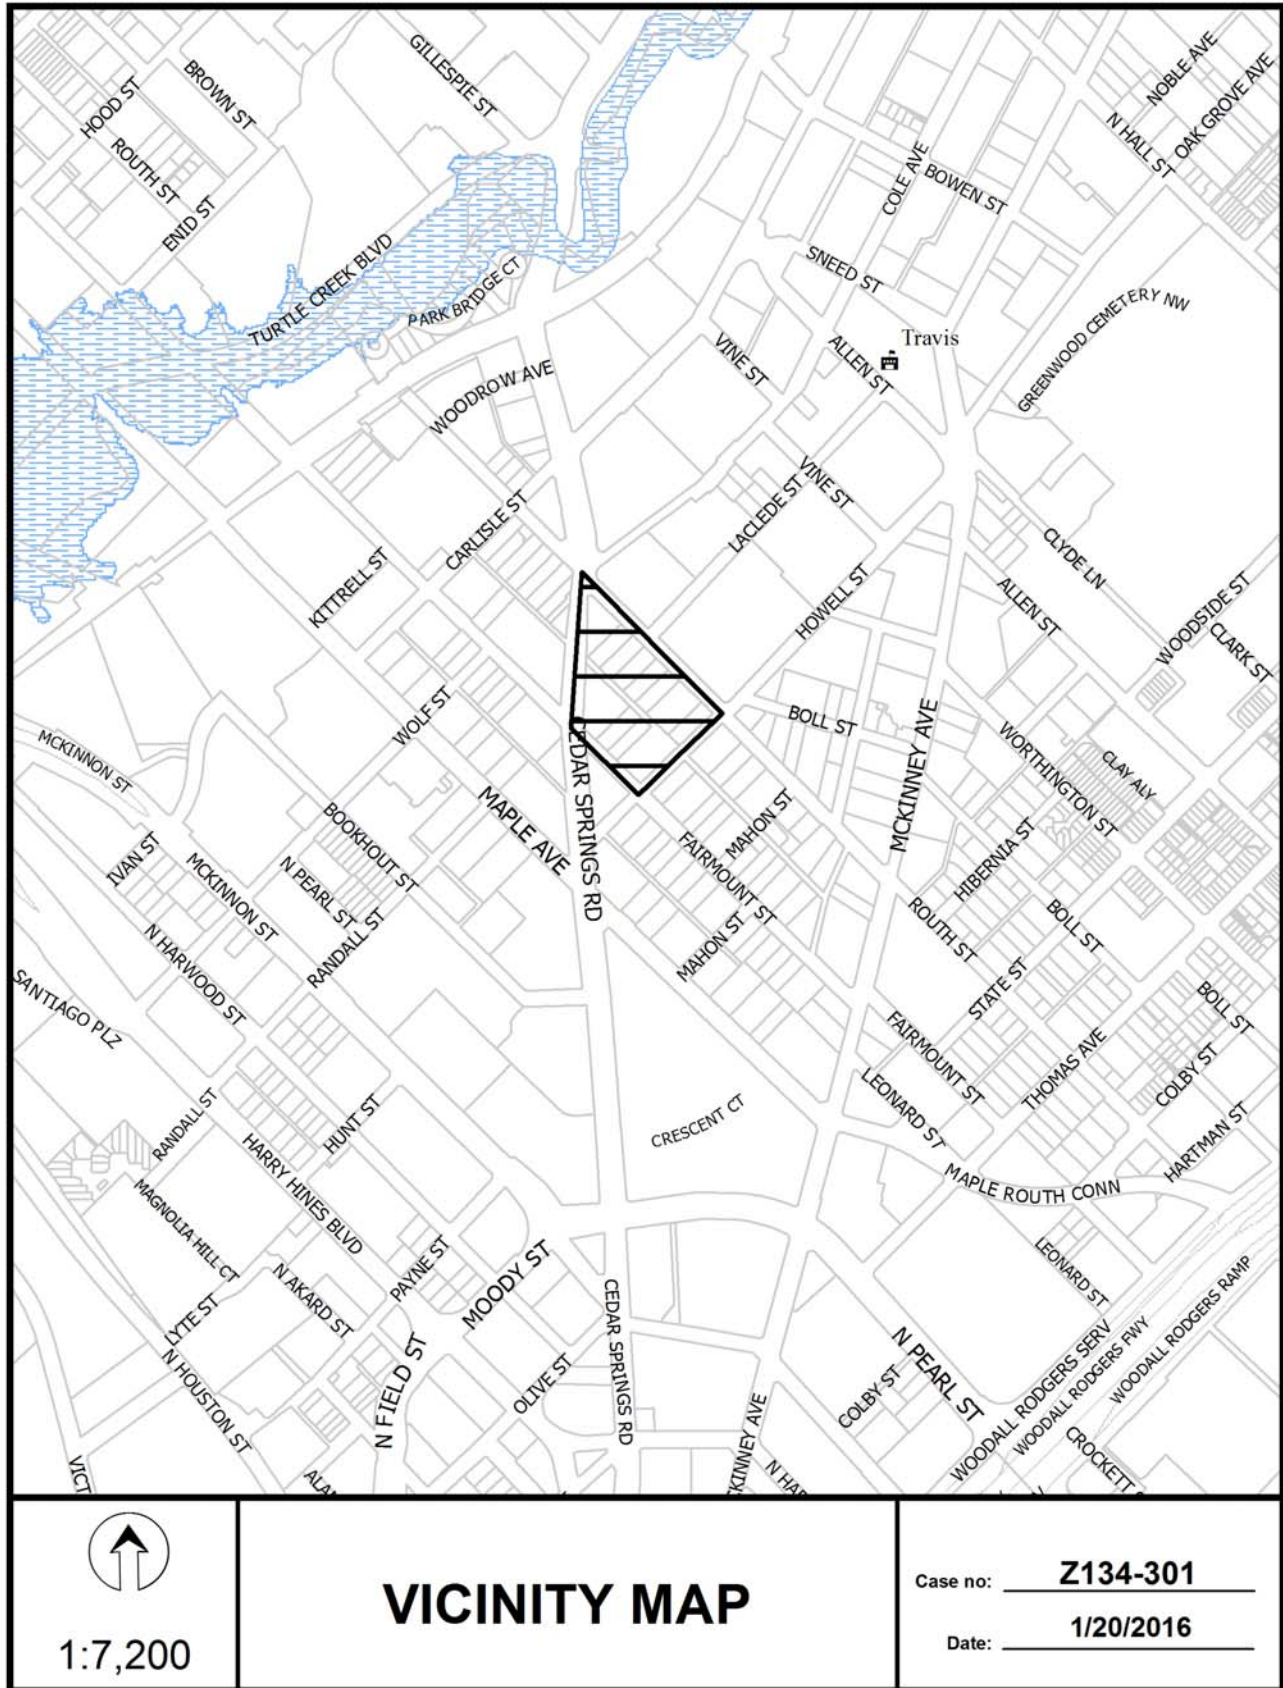 GILLESPIE ST
BROWN ST
HOOD ST
ROUTH ST
ENID ST
NOBLE AVE
OAK GROVE AVE
N HALL ST
COLE AVE
BOWEN ST
TURTLE CREEK BLVD
PARK BRIDGE CT
SNEED ST
GREENWOOD CEMETERY NW
Travis
ALLEN ST
VINE ST
WOODROW AVE
VINE ST
LACLEDE ST
CARLISLE ST
KITTRELL ST
CLYDE LN
HOWELL ST
ALLEN ST
WOODSIDE ST
CLARK ST
WOLF ST
BOLL ST
MCKINNEY AVE
MCKINNON ST
WORTHINGTON ST
CLAY ALY
CEDAR SPRINGS RD
MAPLE AVE
MAHON ST
BOOKHOUT ST
FAIRMOUNT ST
HIBERNIA ST
IVAN ST
MCKINNON ST
N PEARL ST
RANDALL ST
ROUTH ST
BOLL ST
MAHON ST
N HARWOOD ST
STATE ST
SANTIAGO PLZ
BOLL ST
FAIRMOUNT ST
THOMAS AVE
COLBY ST
LEONARD ST
CRESCENT CT
HUNT ST
RANDALL ST
HARTMAN ST
HARRY HINES BLVD
MAPLE ROUTH CONN
MAGNOLIA HILL CT
PAYNE ST
MOODY ST
N AKARD ST
LEONARD ST
LYTE ST
CEDAR SPRINGS RD
N HOUSTON ST
N FIELD ST
OLIVE ST
N PEARL ST
COLBY ST
WOODALL RODGERS SERV
WOODALL RODGERS FWY
WOODALL RODGERS RAMP
CROCKETT
KINNEY AVE
N HAR
VICT
ALA
1:7,200
VICINITY MAP
Case no: Z134-301
Date: 1/20/2016